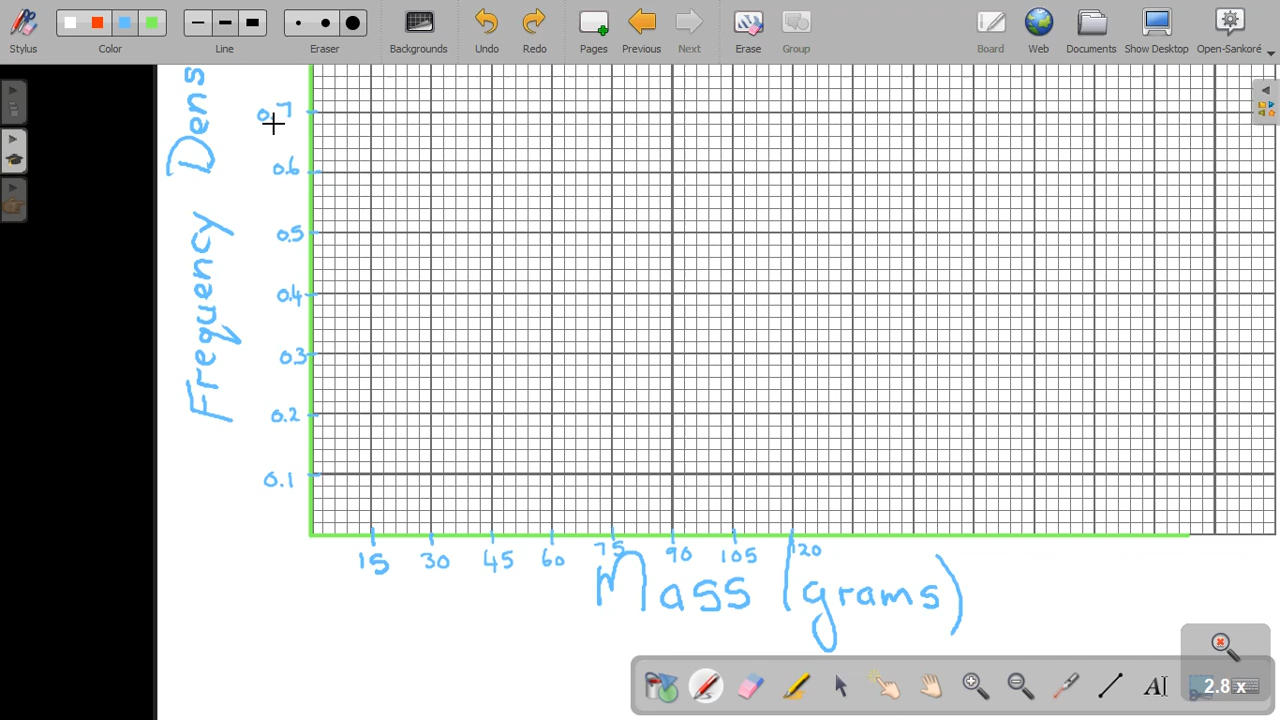 Stylus Color Line Eraser Backgrounds Undo Redo Pages Previous Next Erase Group Board Web Documents Show Desktop Open-Sankoré
Frequency Dens
0.7
0.6
0.5
0.4
0.3
0.2
0.1
15 30 45 60 75 90 105 120
Mass (grams)
2.8 x